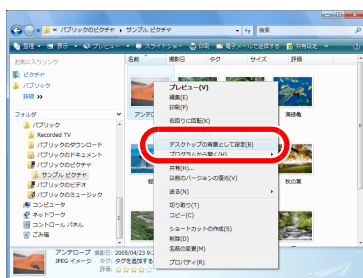 « パブリックのピクチャ ▸ サンプル ピクチャ
検索
整理 表示 プレビュー スライドショー 印刷 電子メールで送信する 共有設定 »
お気に入りリンク
ピクチャ
パブリック
詳細 »
フォルダ
パブリック
Recorded TV
パブリックのダウンロード
パブリックのドキュメント
パブリックのピクチャ
サンプル ピクチャ
パブリックのビデオ
パブリックのミュージック
コンピュータ
ネットワーク
コントロール パネル
ごみ箱
名前 撮影日 タグ サイズ 評価
海緑亀
秋の葉
プレビュー(V)
編集(E)
印刷(P)
右回りに回転(K)
デスクトップの背景として設定(B)
プログラムから開く(H)
共有(H)...
以前のバージョンの復元(V)
送る(N)
切り取り(T)
コピー(C)
ショートカットの作成(S)
削除(D)
名前の変更(M)
プロパティ(R)
アンテロープ 撮影日: 2005/04/23 9:
JPEG イメージ タグ: タグを追加する
評価: